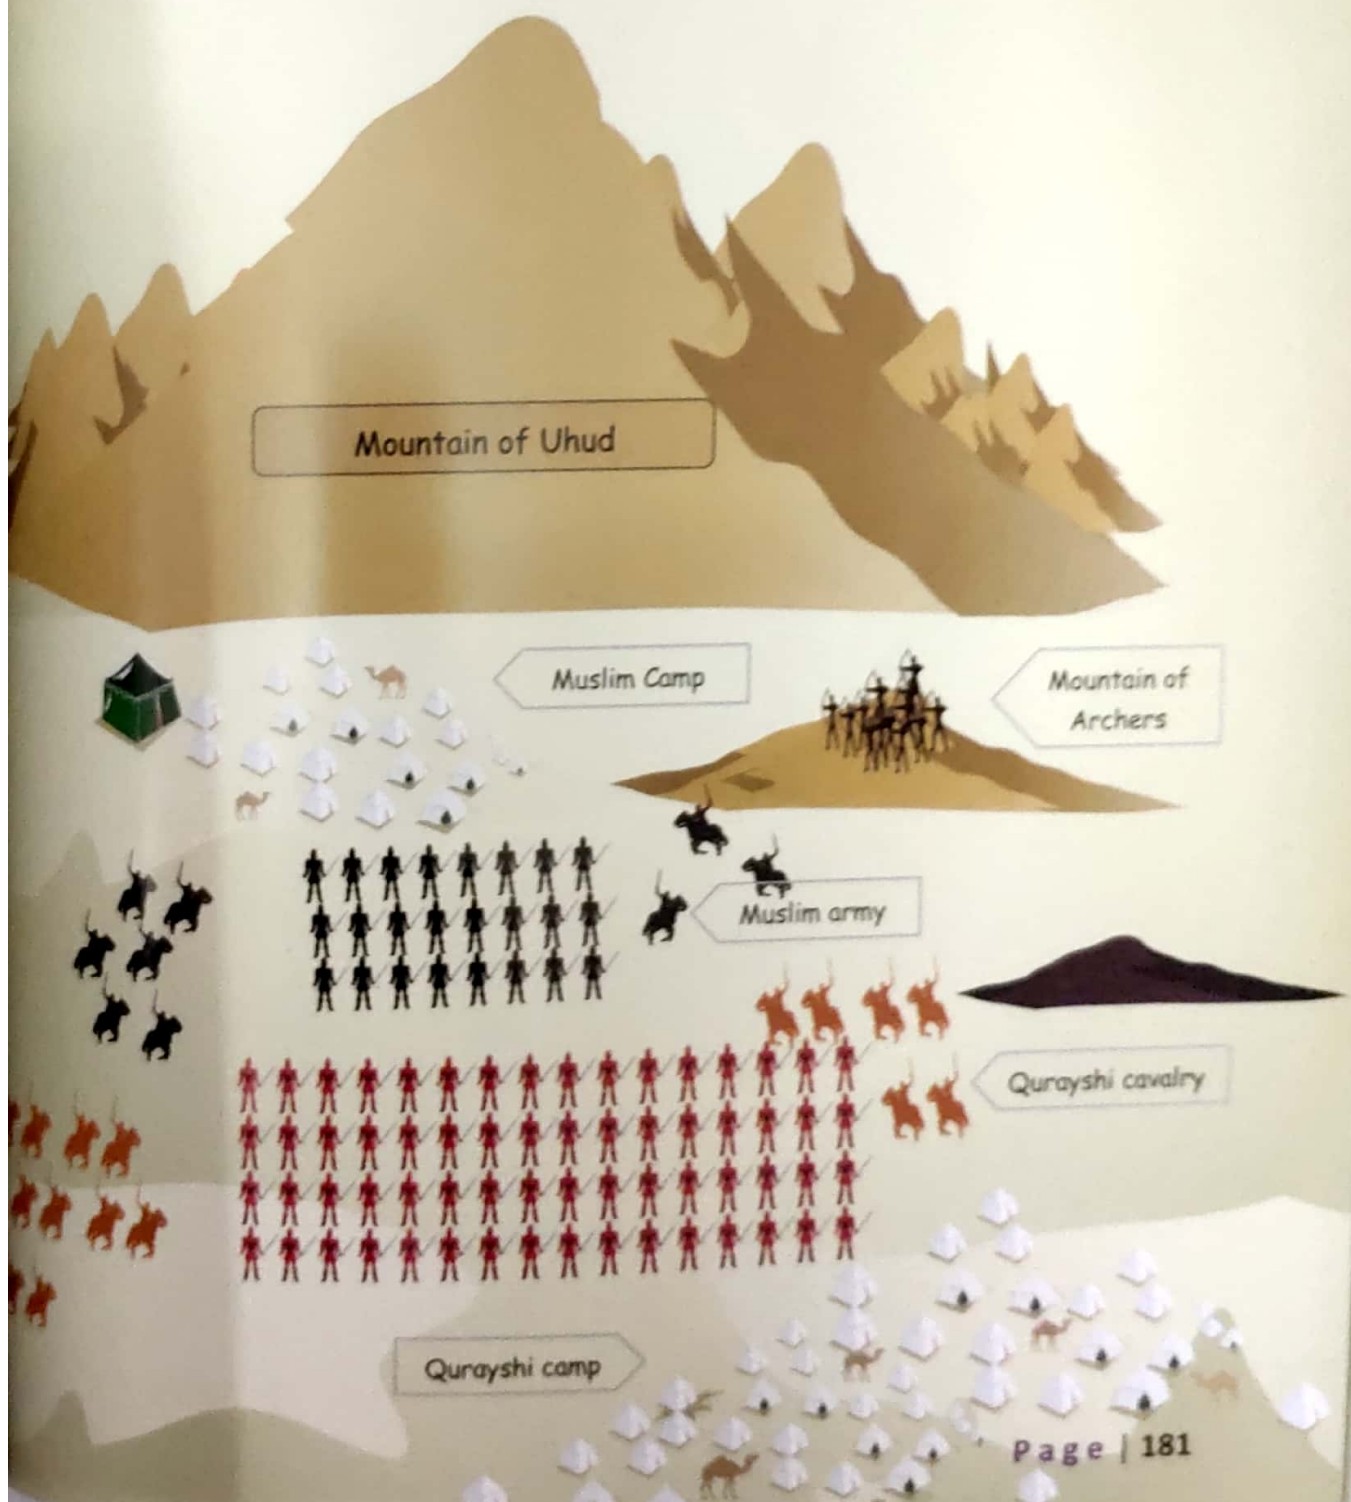 Mountain of Uhud
Muslim Camp
Mountain of
Archers
Muslim army
Qurayshi cavalry
Qurayshi camp
Page | 181